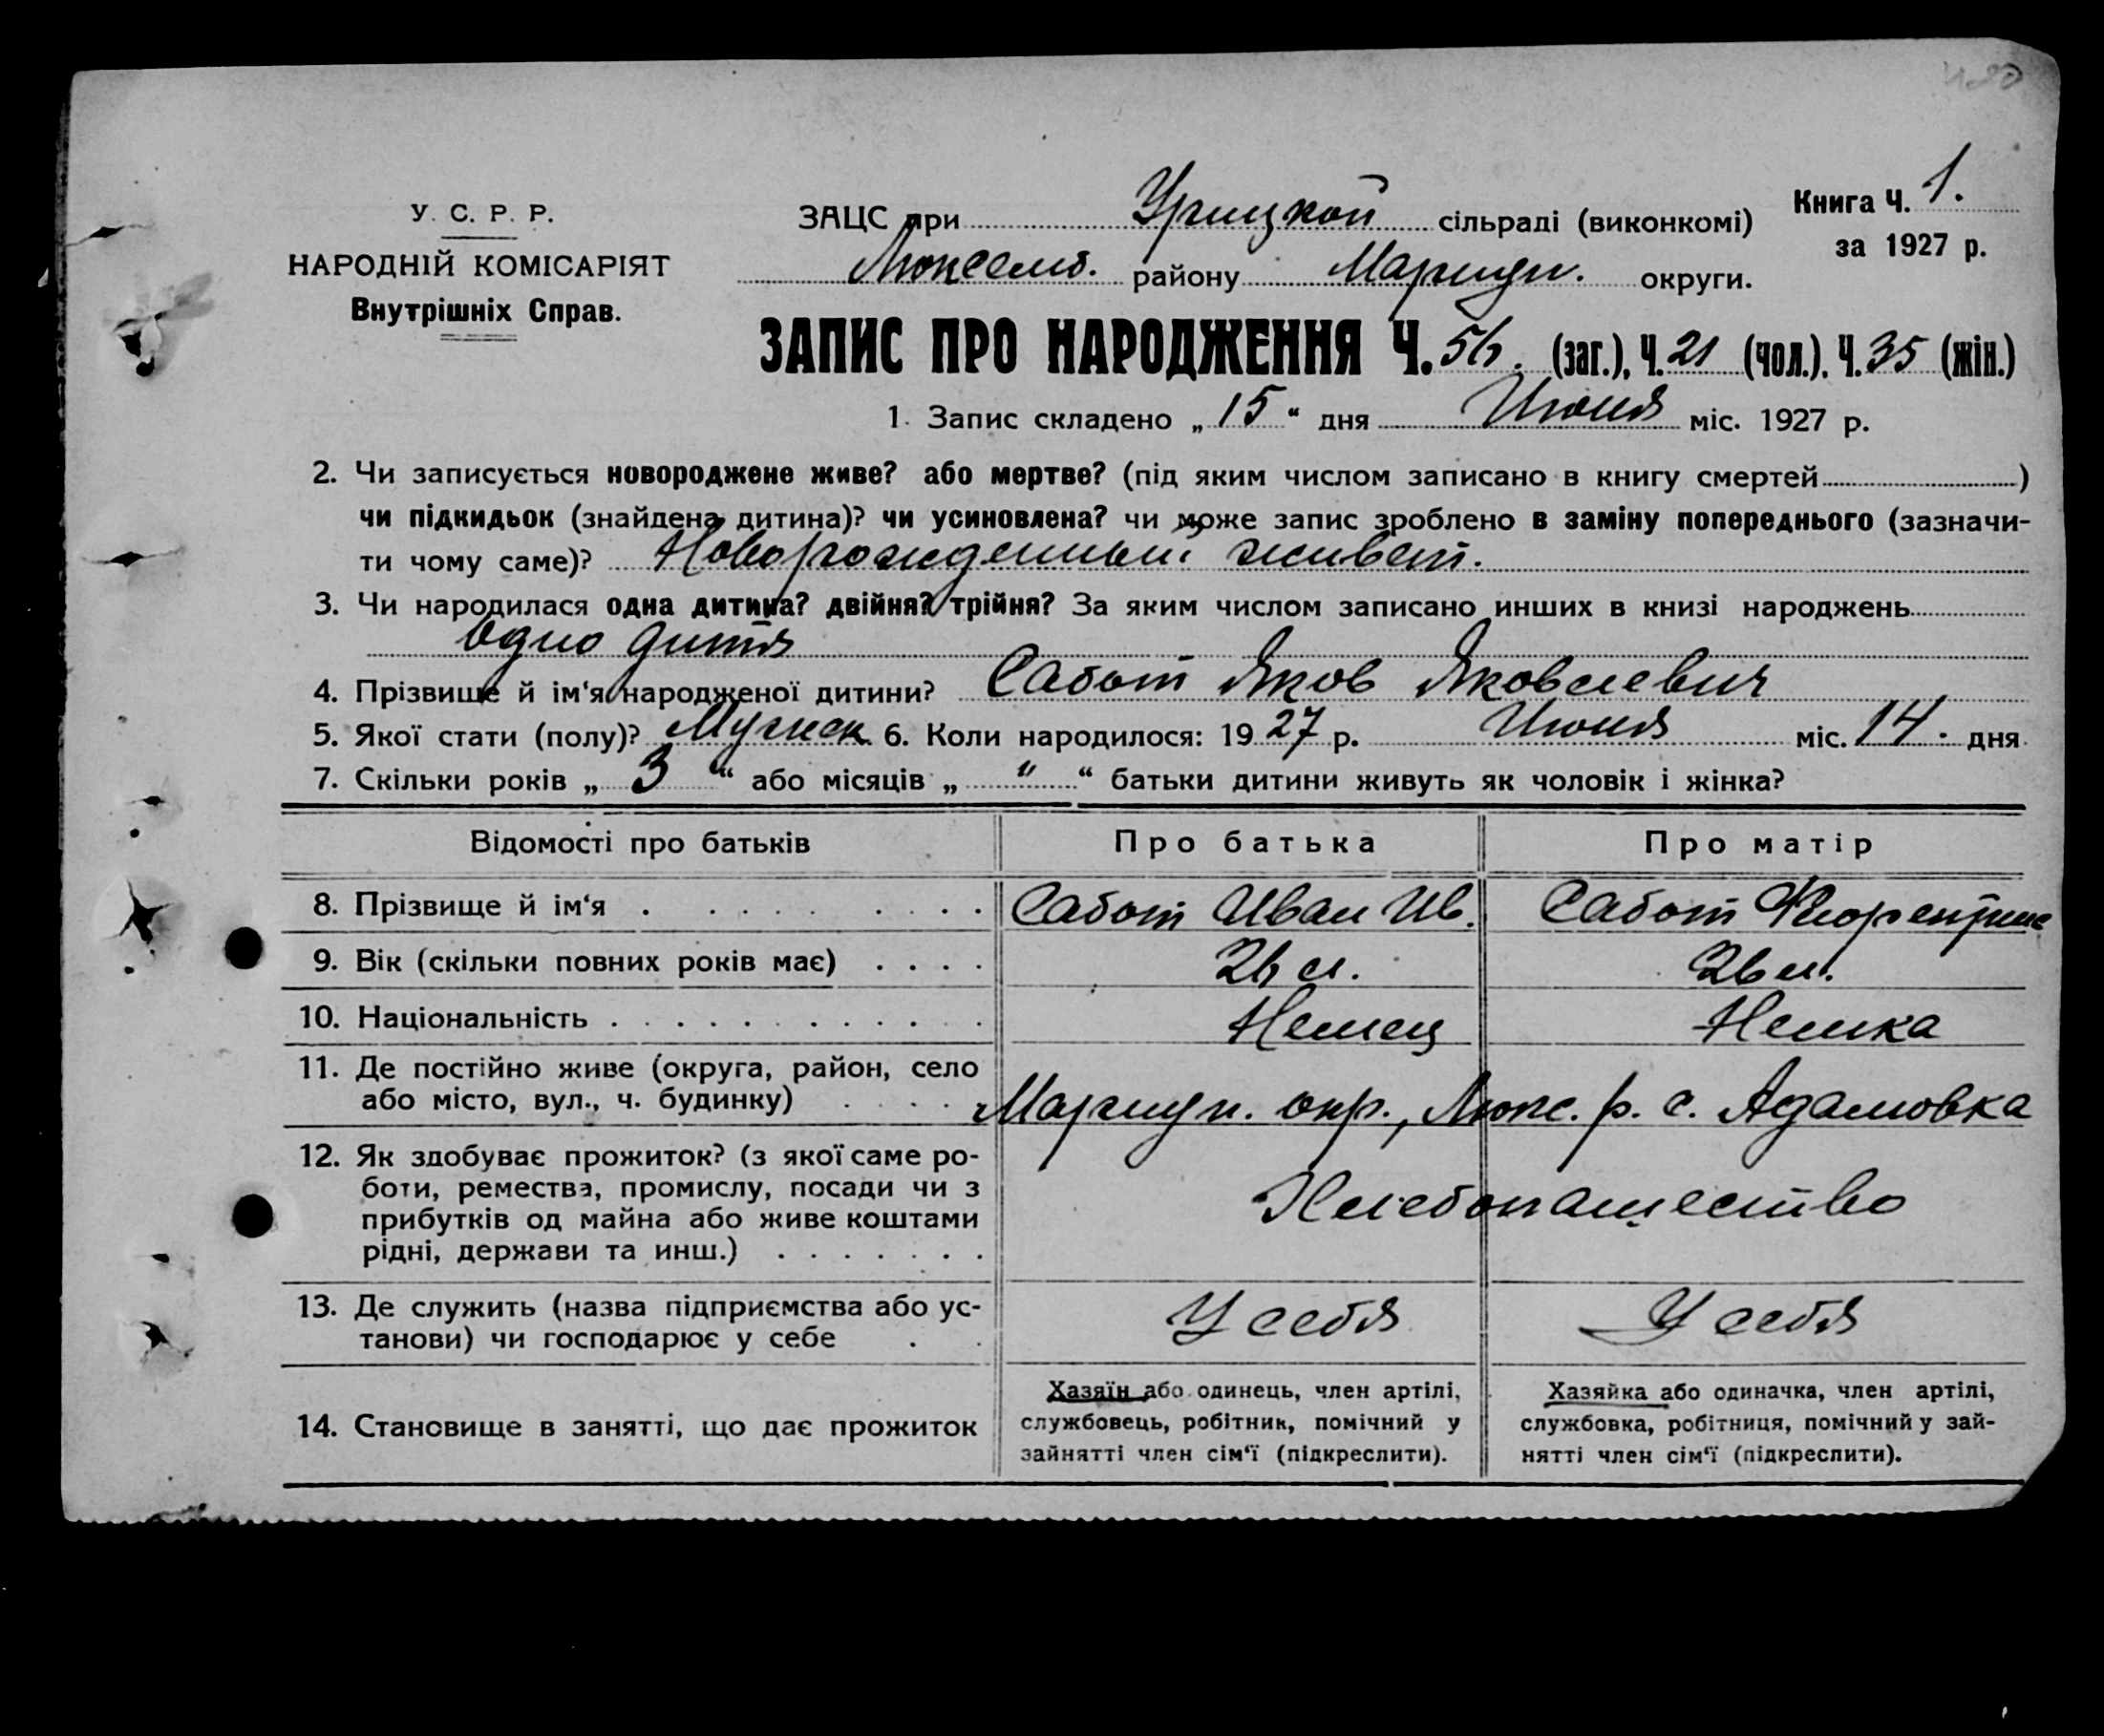 У. С. Р. Р.
НАРОДНІЙ КОМІСАРІЯТ
Внутрішніх Справ.
ЗАЦС при Урицкой сільраді (виконкомі)
Люксемб. району Мариуп. округи.
Книга Ч. 1.
за 1927 р.
ЗАПИС ПРО НАРОДЖЕННЯ Ч. 56. (заг.), Ч. 21 (чол.), Ч. 35 (жін.)
1. Запис складено „ 15 “ дня Июня міс. 1927 р.
2. Чи записується новороджене живе? або мертве? (під яким числом записано в книгу смертей )
чи підкидьок (знайдена дитина)? чи усиновлена? чи може запис зроблено в заміну попереднього (зазначи-
ти чому саме)? Новорожденный живет.
3. Чи народилася одна дитина? двійня? трійня? За яким числом записано инших в книзі народжень
одно дитя
4. Прізвище й ім‘я народженої дитини? Сабот Яков Яковлевич
5. Якої стати (полу)? Мужск. 6. Коли народилося: 1927 р. Июня міс. 14. дня
7. Скільки років „ 3 “ або місяців „ " “ батьки дитини живуть як чоловік і жінка?
Відомості про батьків Про батька Про матір
8. Прізвище й ім‘я . . . . . . . . . Сабот Иван Ив. Сабот Флорентине
9. Вік (скільки повних років має) . . . . 26 л. 26 л.
10. Національність . . . . . . . . . . . . . Немец Немка
11. Де постійно живе (округа, район, село
або місто, вул., ч. будинку) . . . . Мариуп. окр., Люкс. р. с. Адамовка
12. Як здобуває прожиток? (з якої саме ро-
боти, ремества, промислу, посади чи з
прибутків од майна або живе коштами
рідні, держави та инш.) . . . . . . . Хлебопашество
13. Де служить (назва підприємства або ус-
танови) чи господарює у себе . . У себя У себя
14. Становище в занятті, що дає прожиток
Хазяїн або одинець, член артілі,
службовець, робітник, помічний у
зайнятті член сім‘ї (підкреслити).
Хазяйка або одиначка, член артілі,
службовка, робітниця, помічний у зай-
нятті член сім‘ї (підкреслити).